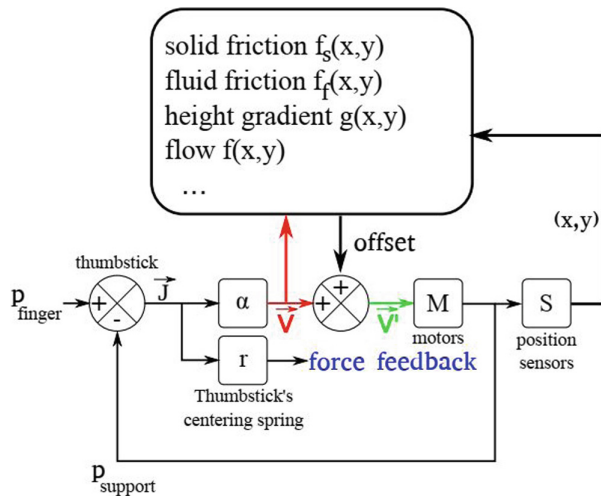 solid friction fs(x,y)
fluid friction ff(x,y)
height gradient g(x,y)
flow f(x,y)
...
(x,y)
offset
thumbstick
J
pfinger
+
-
α
V
+
+
V'
M
motors
S
position
sensors
r
force feedback
Thumbstick's
centering spring
psupport